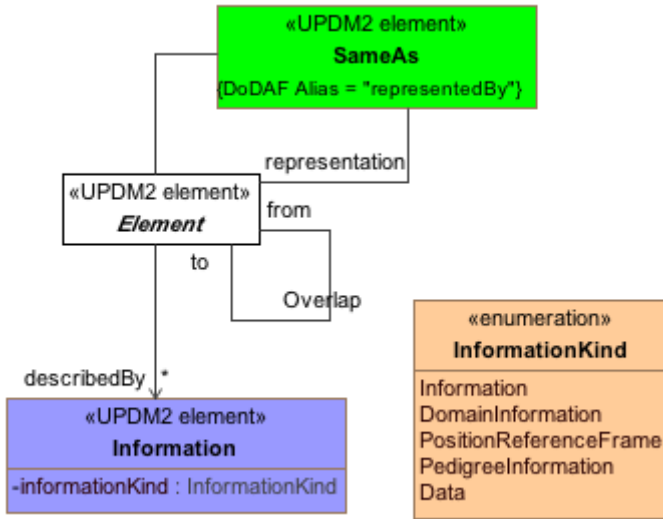 «UPDM2 element»
SameAs
{DoDAF Alias = "representedBy"}
representation
«UPDM2 element»
Element
from
to
Overlap
describedBy *
«UPDM2 element»
Information
-informationKind : InformationKind
«enumeration»
InformationKind
Information
DomainInformation
PositionReferenceFrame
PedigreeInformation
Data